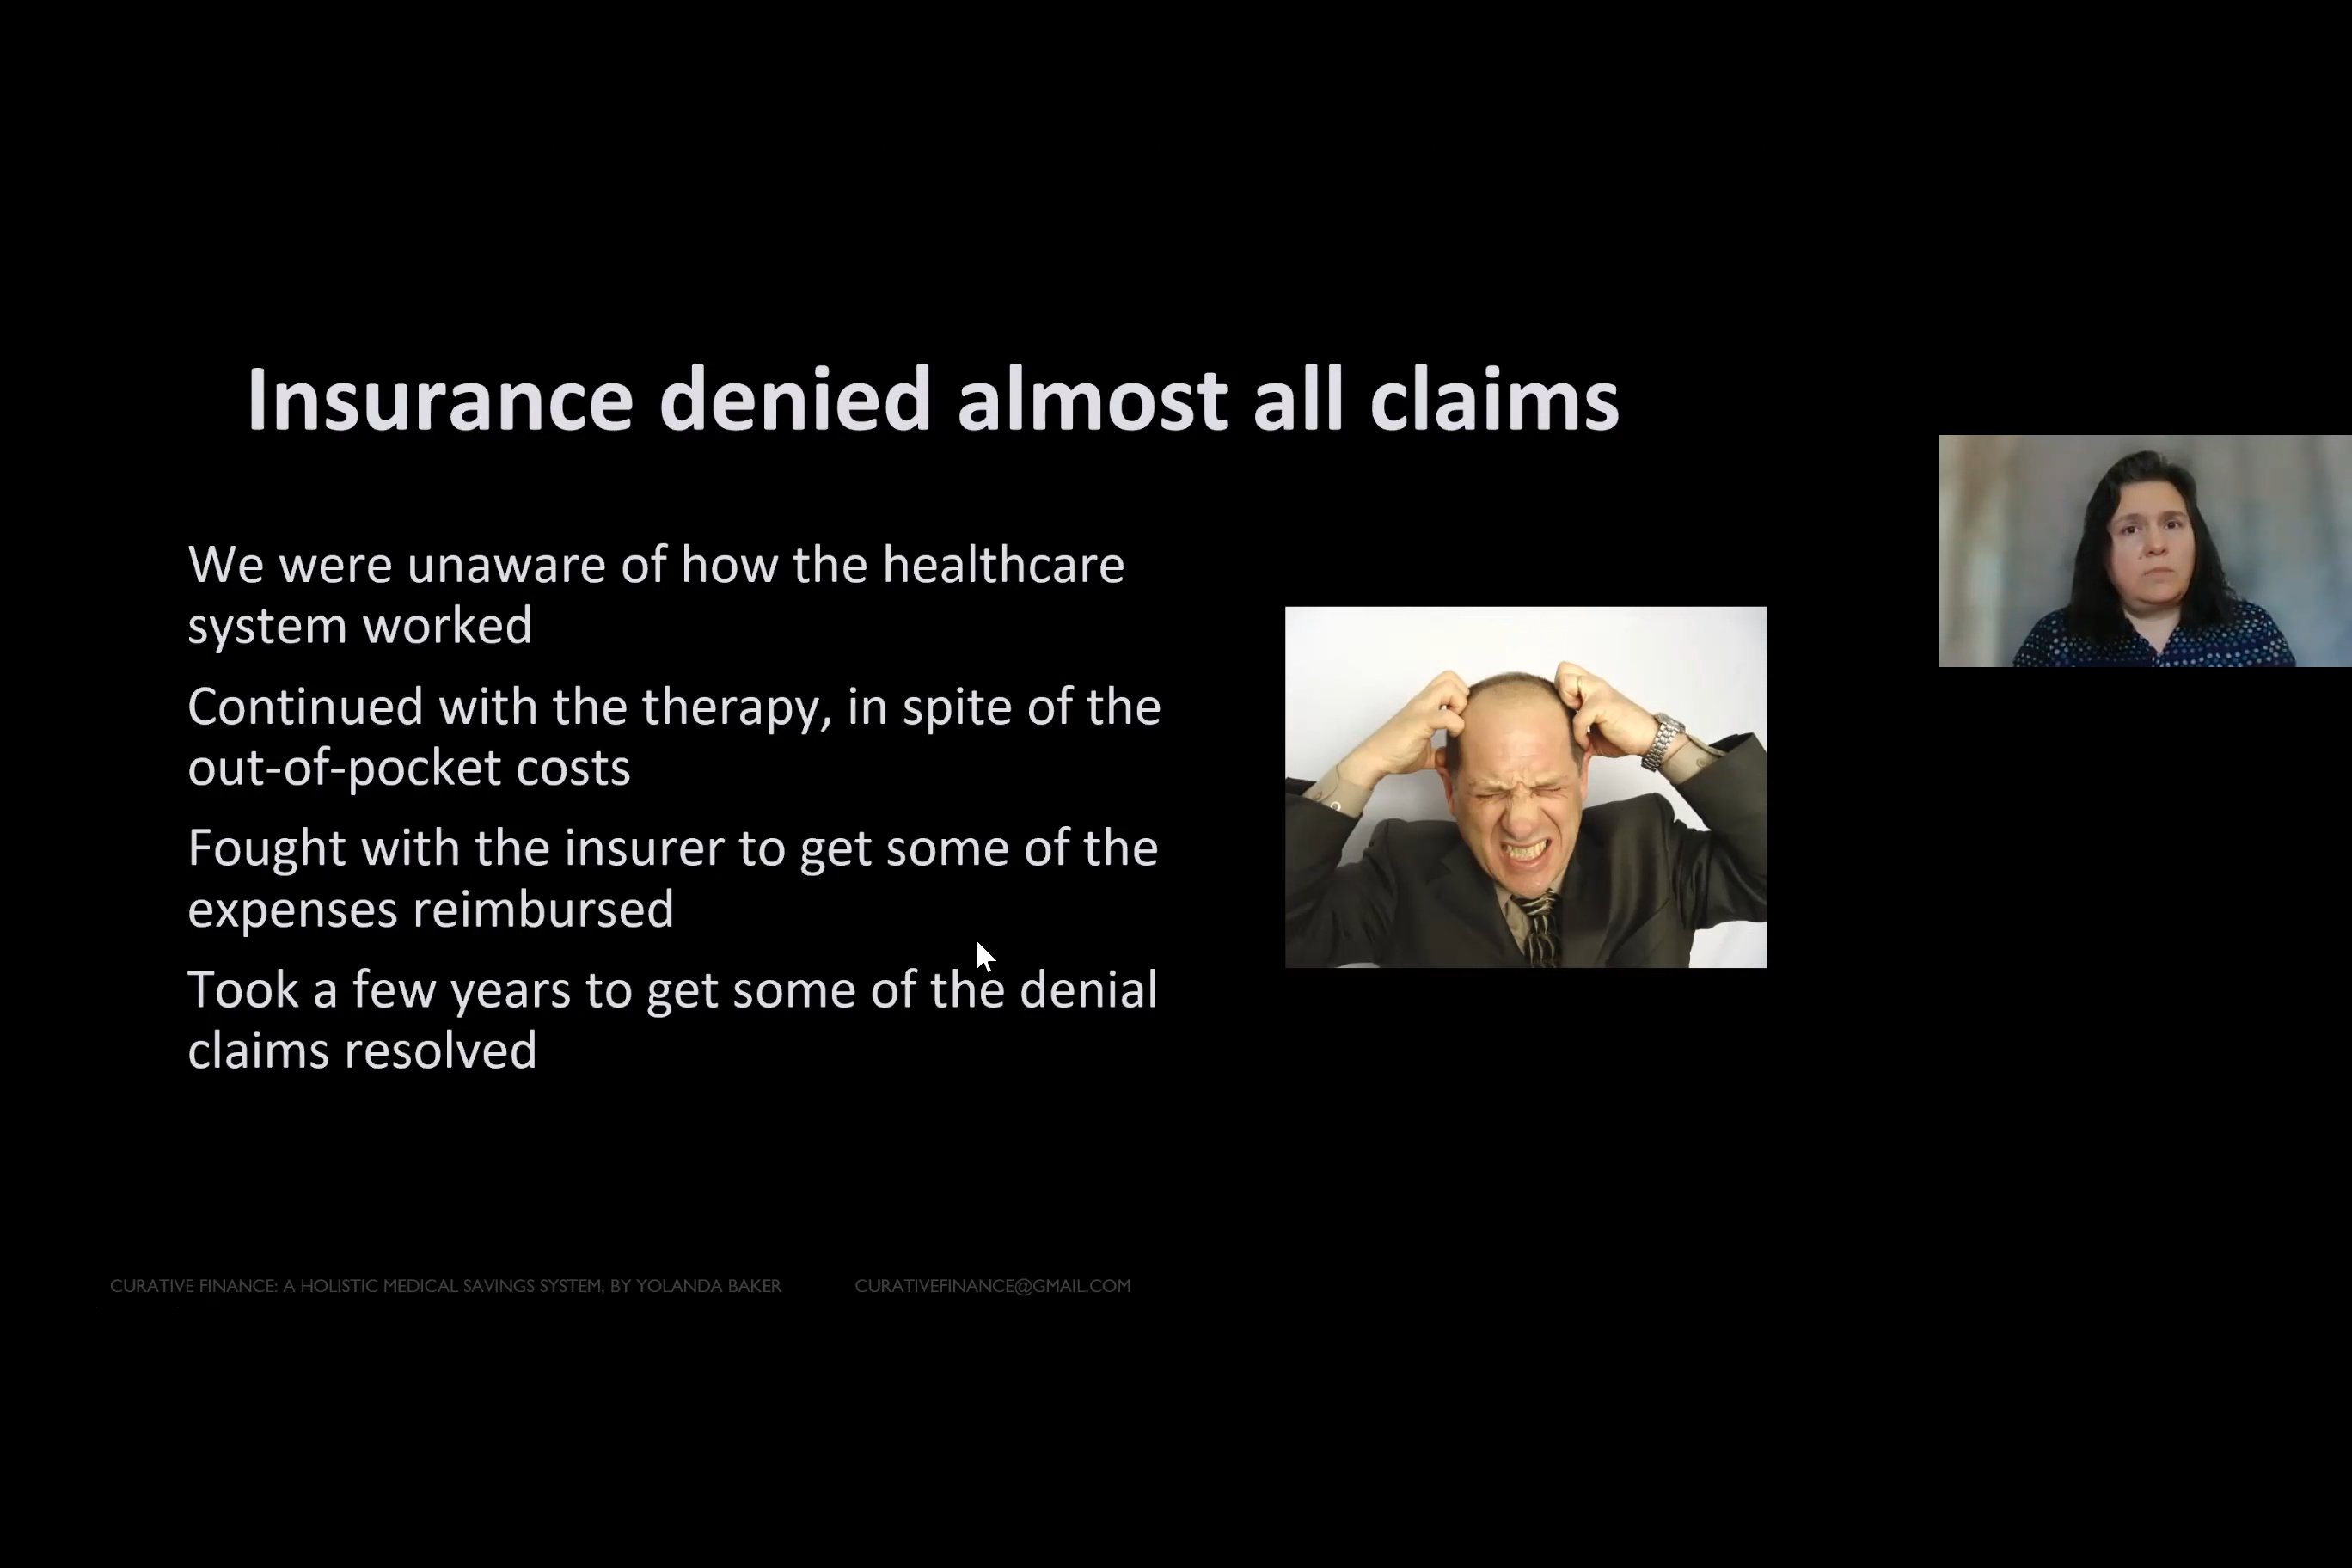 Insurance denied almost all claims
We were unaware of how the healthcare
system worked
Continued with the therapy, in spite of the
out-of-pocket costs
Fought with the insurer to get some of the
expenses reimbursed
Took a few years to get some of the denial
claims resolved
CURATIVE FINANCE: A HOLISTIC MEDICAL SAVINGS SYSTEM, BY YOLANDA BAKER CURATIVEFINANCE@GMAIL.COM